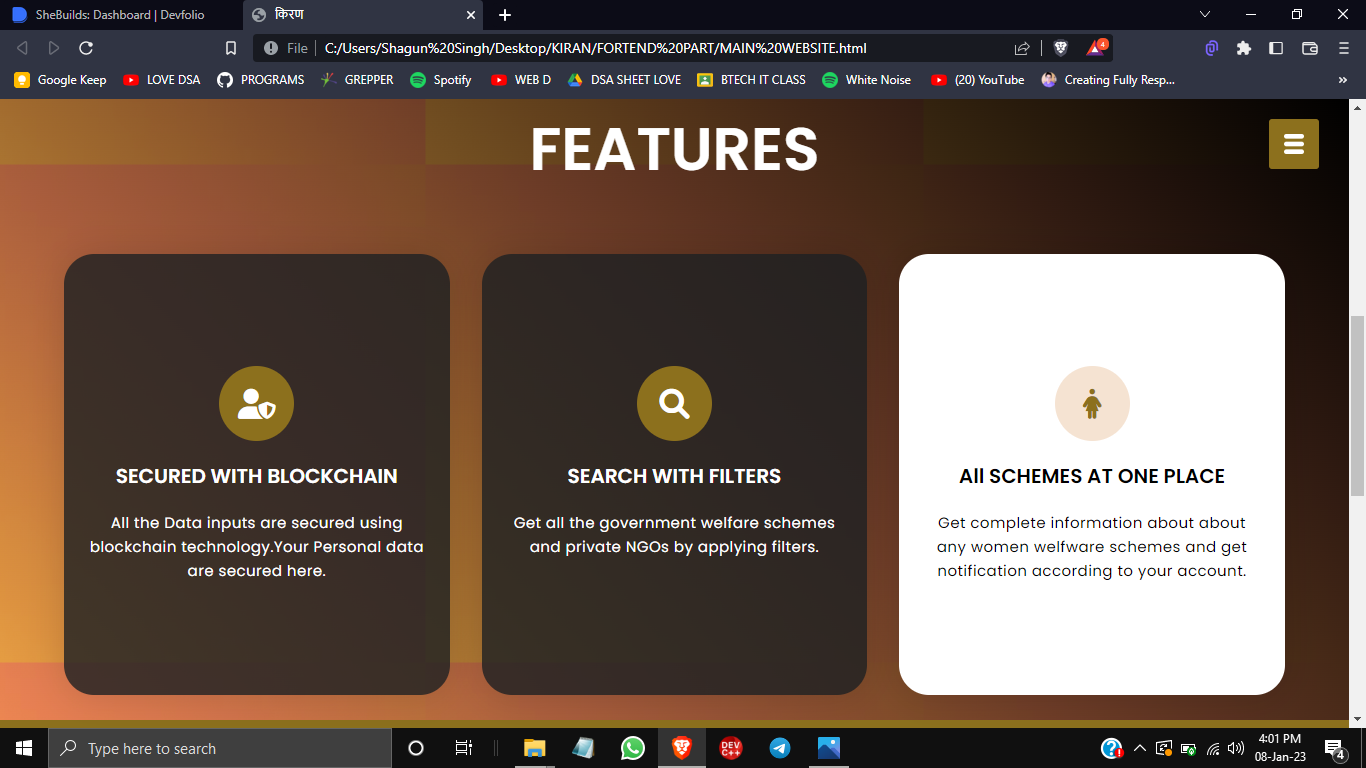 SheBuilds: Dashboard | Devfolio
किरण
File
C:/Users/Shagun%20Singh/Desktop/KIRAN/FORTEND%20PART/MAIN%20WEBSITE.html
4
Google Keep
LOVE DSA
PROGRAMS
GREPPER
Spotify
WEB D
DSA SHEET LOVE
BTECH IT CLASS
White Noise
(20) YouTube
Creating Fully Resp...
FEATURES
SECURED WITH BLOCKCHAIN
All the Data inputs are secured using
blockchain technology.Your Personal data
are secured here.
SEARCH WITH FILTERS
Get all the government welfare schemes
and private NGOs by applying filters.
All SCHEMES AT ONE PLACE
Get complete information about about
any women welfware schemes and get
notification according to your account.
Type here to search
DEV
C++
4:01 PM
08-Jan-23
4